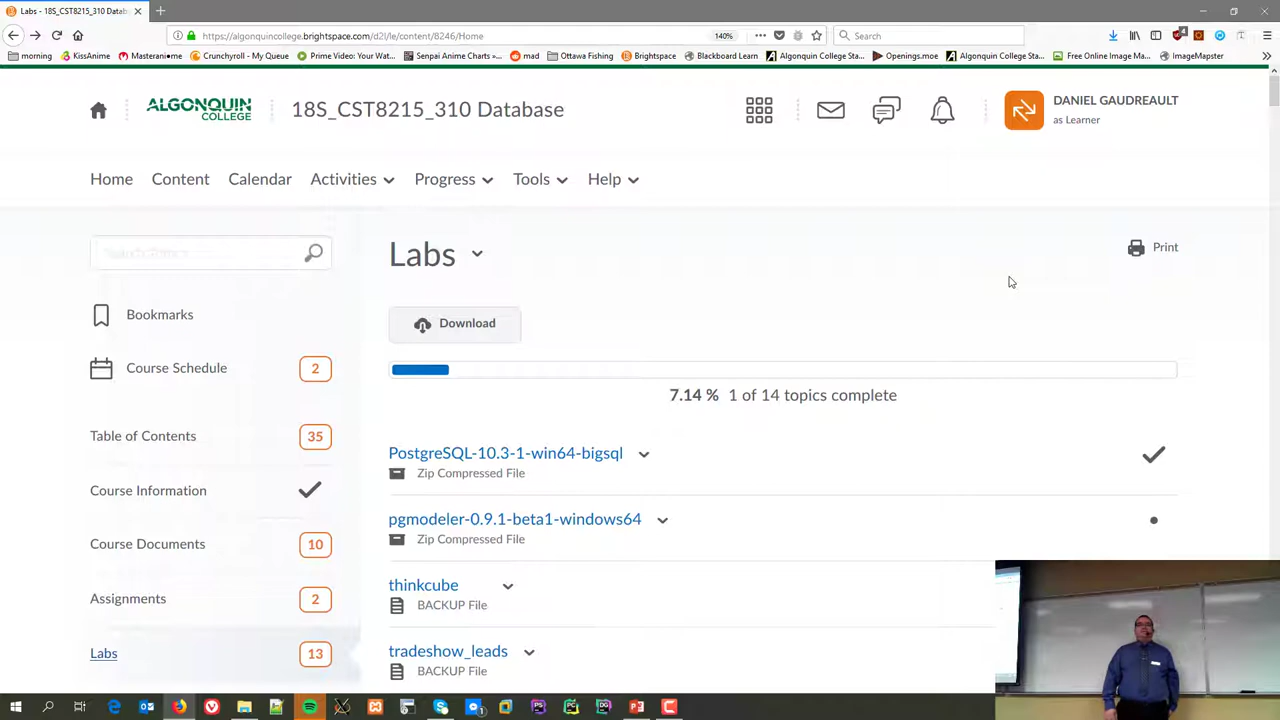 Labs - 18S_CST8215_310 Datab
https://algonquincollege.brightspace.com/d2l/le/content/8246/Home
140%
Search
4
morning
KissAnime
Masterani●me
Crunchyroll - My Queue
Prime Video: Your Wat...
Senpai Anime Charts »...
mad
Ottawa Fishing
Brightspace
Blackboard Learn
Algonquin College Sta...
Openings.moe
Algonquin College Sta...
Free Online Image Ma...
ImageMapster
ALGONQUIN
COLLEGE
18S_CST8215_310 Database
DANIEL GAUDREAULT
as Learner
Home Content Calendar Activities Progress Tools Help
Search Topics
Bookmarks
Course Schedule 2
Table of Contents 35
Course Information
Course Documents 10
Assignments 2
Labs 13
Labs
Print
Download
7.14 % 1 of 14 topics complete
PostgreSQL-10.3-1-win64-bigsql
Zip Compressed File
pgmodeler-0.9.1-beta1-windows64
Zip Compressed File
thinkcube
BACKUP File
tradeshow_leads
BACKUP File